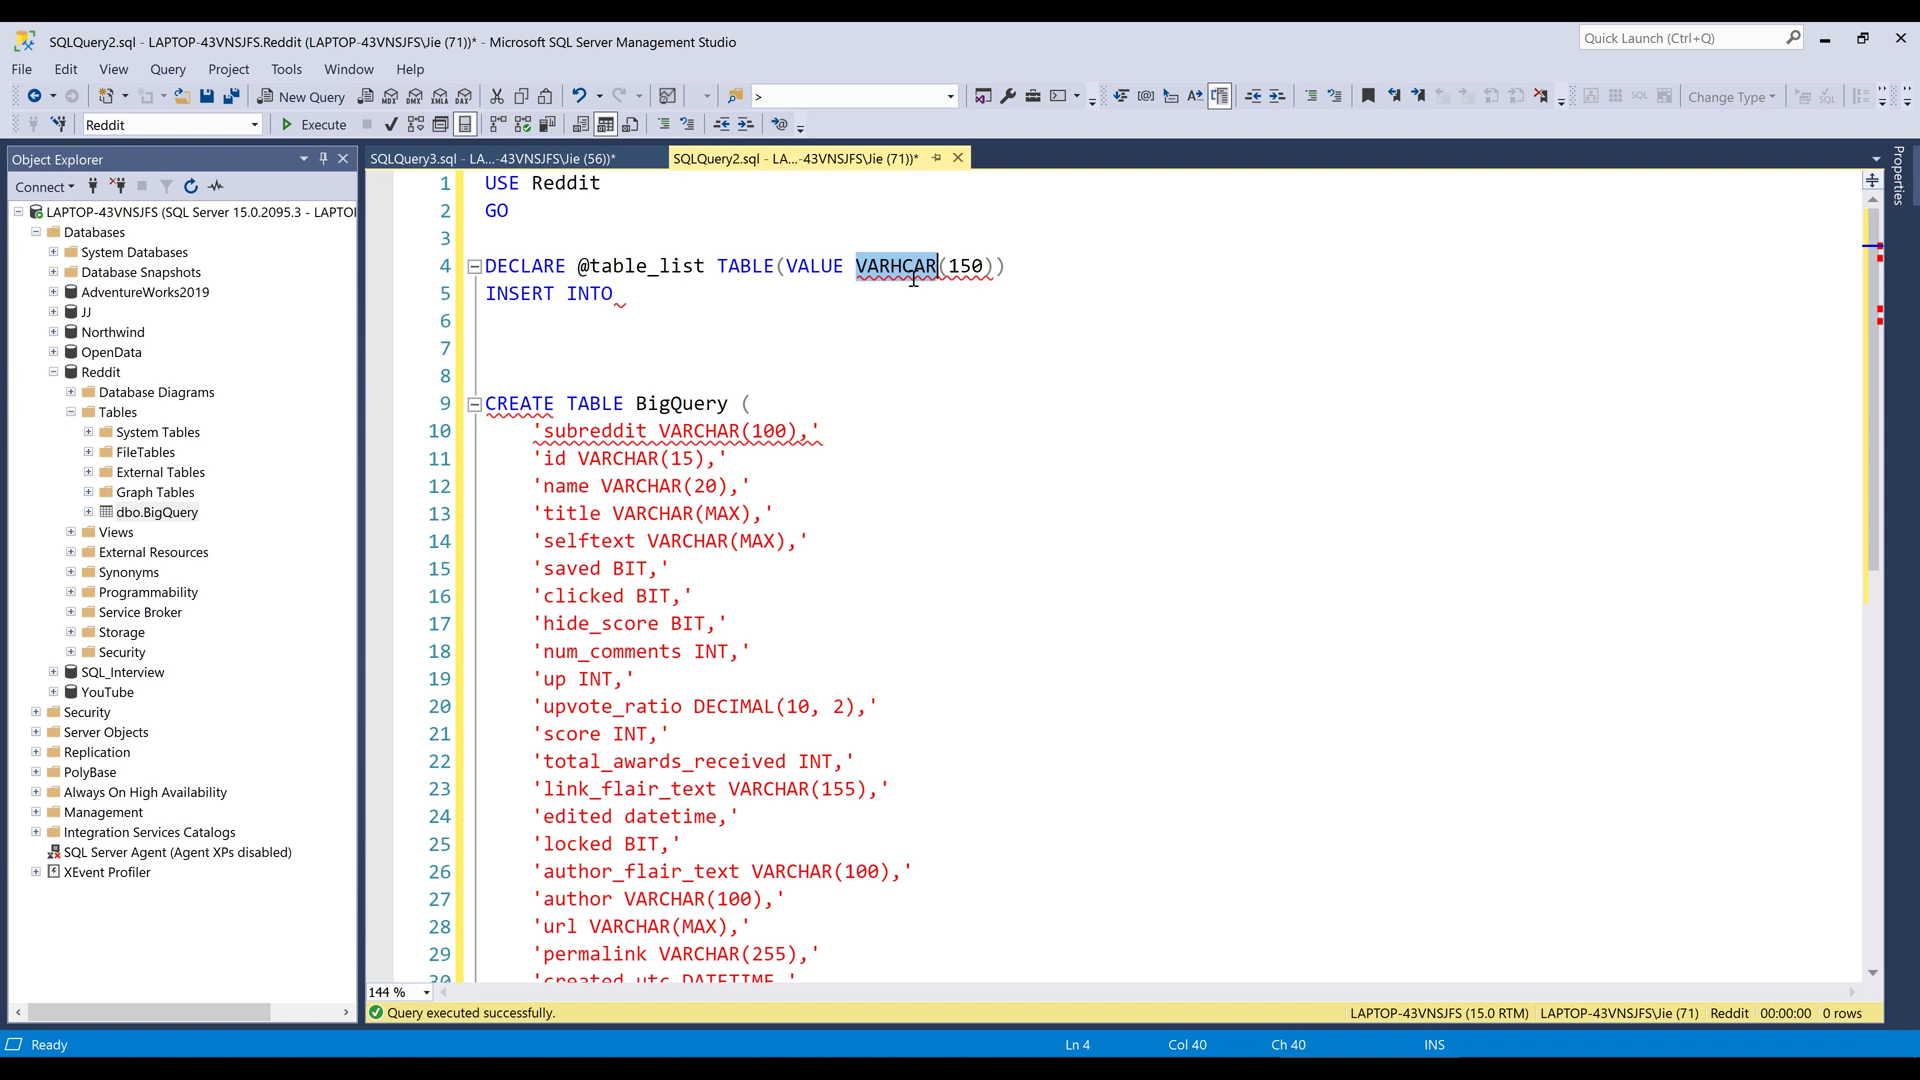 SQLQuery2.sql - LAPTOP-43VNSJFS.Reddit (LAPTOP-43VNSJFS\Jie (71))* - Microsoft SQL Server Management Studio
Quick Launch (Ctrl+Q)
File Edit View Query Project Tools Window Help
New Query
MDX DMX XMLA DAX
>
Change Type
Reddit
Execute
Object Explorer
SQLQuery3.sql - LA...-43VNSJFS\Jie (56))*
SQLQuery2.sql - LA...-43VNSJFS\Jie (71))*
Properties
Connect
LAPTOP-43VNSJFS (SQL Server 15.0.2095.3 - LAPTO
Databases
System Databases
Database Snapshots
AdventureWorks2019
JJ
Northwind
OpenData
Reddit
Database Diagrams
Tables
System Tables
FileTables
External Tables
Graph Tables
dbo.BigQuery
Views
External Resources
Synonyms
Programmability
Service Broker
Storage
Security
SQL_Interview
YouTube
Security
Server Objects
Replication
PolyBase
Always On High Availability
Management
Integration Services Catalogs
SQL Server Agent (Agent XPs disabled)
XEvent Profiler
1 USE Reddit
2 GO
3
4 DECLARE @table_list TABLE(VALUE VARHCAR(150))
5 INSERT INTO
6
7
8
9 CREATE TABLE BigQuery (
10 'subreddit VARCHAR(100),'
11 'id VARCHAR(15),'
12 'name VARCHAR(20),'
13 'title VARCHAR(MAX),'
14 'selftext VARCHAR(MAX),'
15 'saved BIT,'
16 'clicked BIT,'
17 'hide_score BIT,'
18 'num_comments INT,'
19 'up INT,'
20 'upvote_ratio DECIMAL(10, 2),'
21 'score INT,'
22 'total_awards_received INT,'
23 'link_flair_text VARCHAR(155),'
24 'edited datetime,'
25 'locked BIT,'
26 'author_flair_text VARCHAR(100),'
27 'author VARCHAR(100),'
28 'url VARCHAR(MAX),'
29 'permalink VARCHAR(255),'
30 'created_utc DATETIME,'
144 %
Query executed successfully.
LAPTOP-43VNSJFS (15.0 RTM) LAPTOP-43VNSJFS\Jie (71) Reddit 00:00:00 0 rows
Ready
Ln 4 Col 40 Ch 40 INS